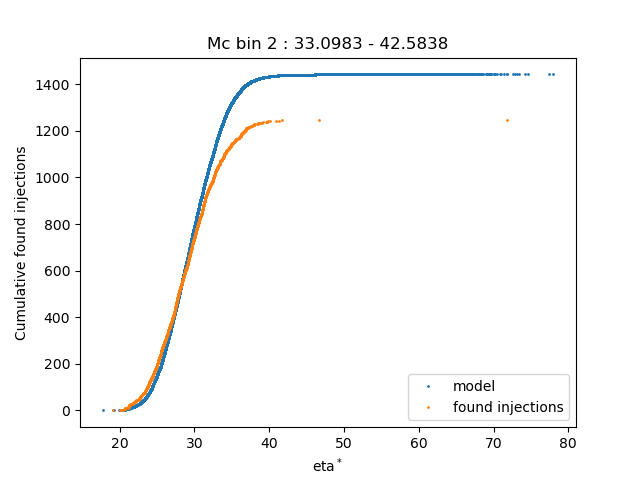 Mc bin 2 : 33.0983 - 42.5838
1400
1200
1000
800
600
400
200
0
Cumulative found injections
20 30 40 50 60 70 80
eta*
model
found injections